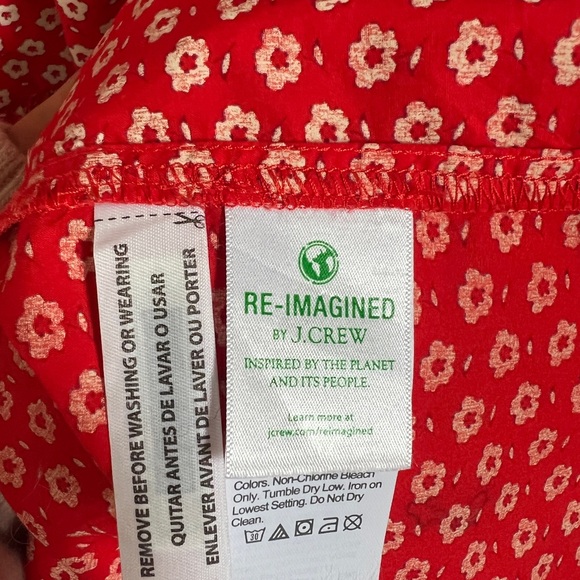 REMOVE BEFORE WASHING OR WEARING
QUITAR ANTES DE LAVAR O USAR
ENLEVER AVANT DE LAVER OU PORTER
RE-IMAGINED
BY J.CREW
INSPIRED BY THE PLANET
AND ITS PEOPLE.
Learn more at
jcrew.com/reimagined
Colors. Non-Chlorine Bleach
Only. Tumble Dry Low. Iron on
Lowest Setting. Do Not Dry
Clean.
30